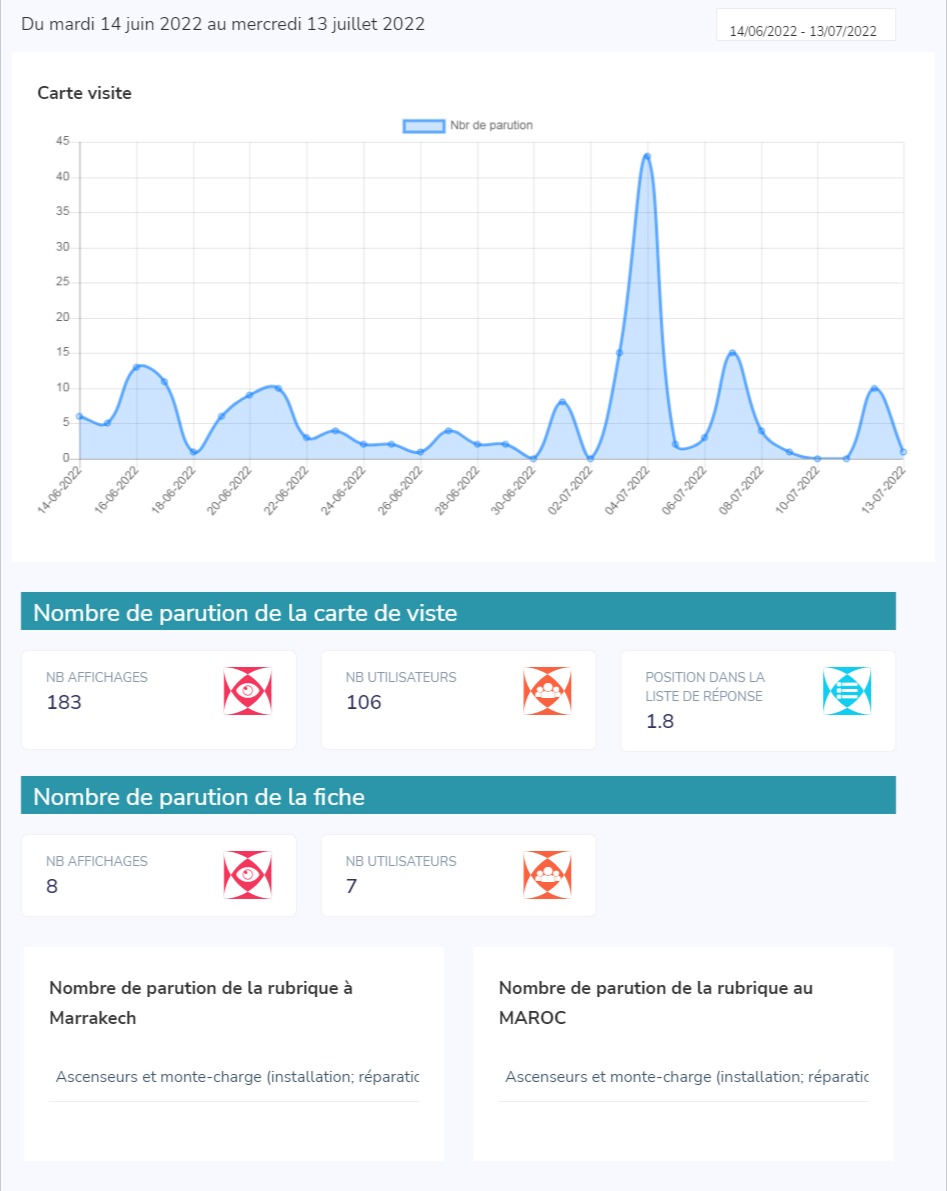 Du mardi 14 juin 2022 au mercredi 13 juillet 2022
14/06/2022 - 13/07/2022
Carte visite
Nbr de parution
45
40
35
30
25
20
15
10
5
0
14-06-2022
16-06-2022
18-06-2022
20-06-2022
22-06-2022
24-06-2022
26-06-2022
28-06-2022
30-06-2022
02-07-2022
04-07-2022
06-07-2022
08-07-2022
10-07-2022
13-07-2022
Nombre de parution de la carte de viste
NB AFFICHAGES
183
NB UTILISATEURS
106
POSITION DANS LA
LISTE DE RÉPONSE
1.8
Nombre de parution de la fiche
NB AFFICHAGES
8
NB UTILISATEURS
7
Nombre de parution de la rubrique à
Marrakech
Ascenseurs et monte-charge (installation; réparatic
Nombre de parution de la rubrique au
MAROC
Ascenseurs et monte-charge (installation; réparatic